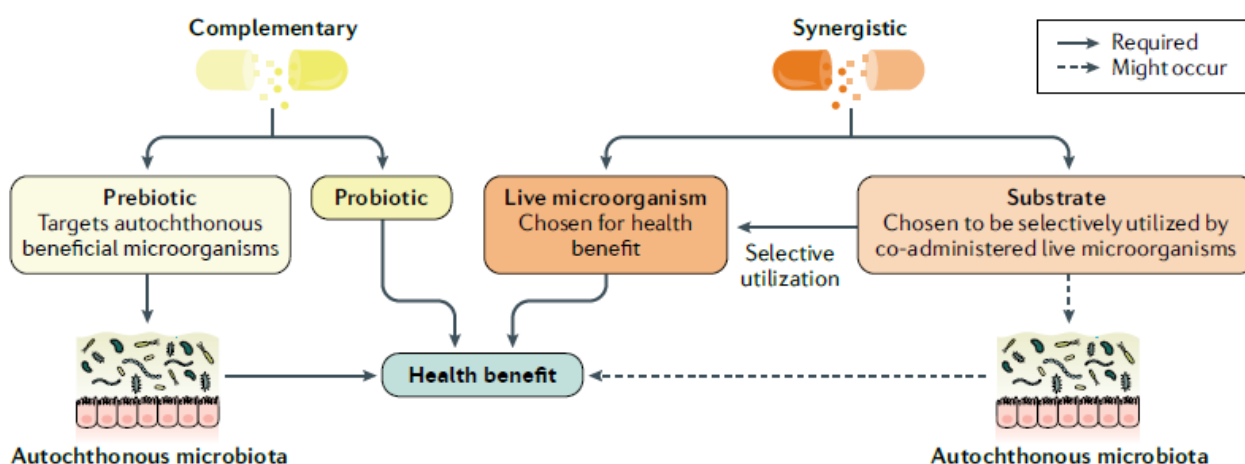 Complementary
Synergistic
Required
Might occur
Prebiotic
Targets autochthonous
beneficial microorganisms
Probiotic
Live microorganism
Chosen for health
benefit
Selective
utilization
Substrate
Chosen to be selectively utilized by
co-administered live microorganisms
Health benefit
Autochthonous microbiota
Autochthonous microbiota